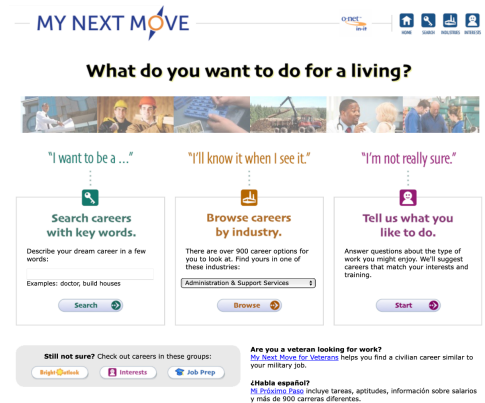 MY NEXT MOVE
o·net
in-it
HOME SEARCH INDUSTRIES INTERESTS
What do you want to do for a living?
"I want to be a ..."
"I'll know it when I see it."
"I'm not really sure."
Search careers
with key words.
Describe your dream career in a few
words:
Examples: doctor, build houses
Search
Browse careers
by industry.
There are over 900 career options for
you to look at. Find yours in one of
these industries:
Administration & Support Services
Browse
Tell us what you
like to do.
Answer questions about the type of
work you might enjoy. We'll suggest
careers that match your interests and
training.
Start
Still not sure? Check out careers in these groups:
Bright Outlook Interests Job Prep
Are you a veteran looking for work?
My Next Move for Veterans helps you find a civilian career similar to
your military job.
¿Habla español?
Mi Próximo Paso incluye tareas, aptitudes, información sobre salarios
y más de 900 carreras diferentes.